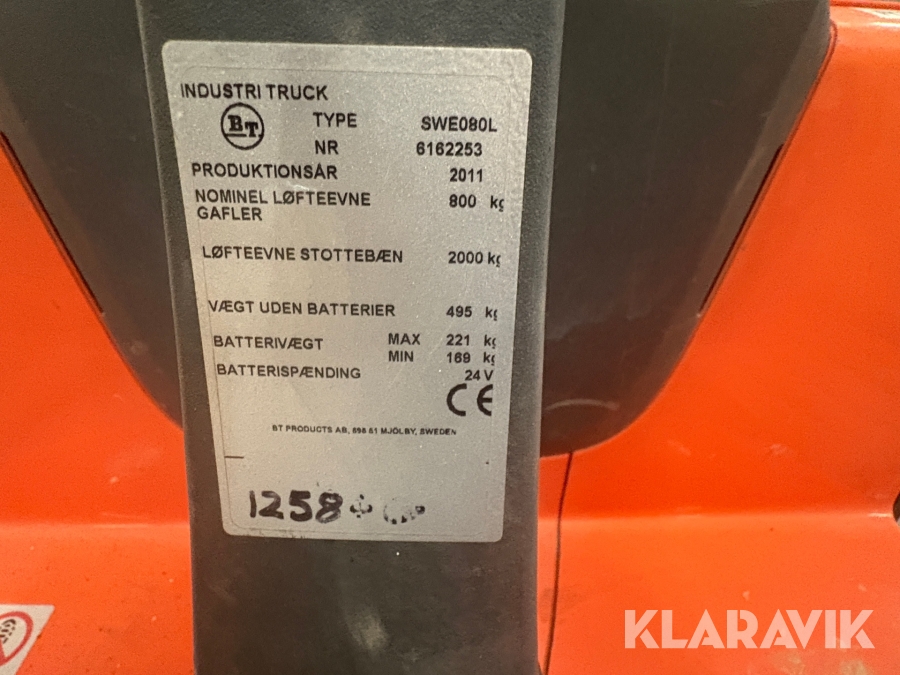 INDUSTRI TRUCK
BT
TYPE SWE080L
NR 6162253
PRODUKTIONSÅR 2011
NOMINEL LØFTEEVNE 800 kg
GAFLER
LØFTEEVNE STOTTEBÆN 2000 kg
VÆGT UDEN BATTERIER 495 kg
BATTERIVÆGT MAX 221 kg
MIN 169 kg
BATTERISPÆNDING 24 V
CE
BT PRODUCTS AB, 596 61 MJÖLBY, SWEDEN
1258
KLARAVIK